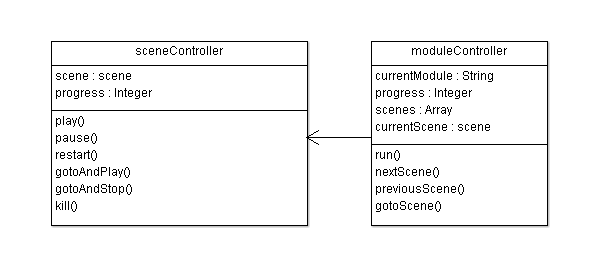 sceneController
scene : scene
progress : Integer
play()
pause()
restart()
gotoAndPlay()
gotoAndStop()
kill()
moduleController
currentModule : String
progress : Integer
scenes : Array
currentScene : scene
run()
nextScene()
previousScene()
gotoScene()